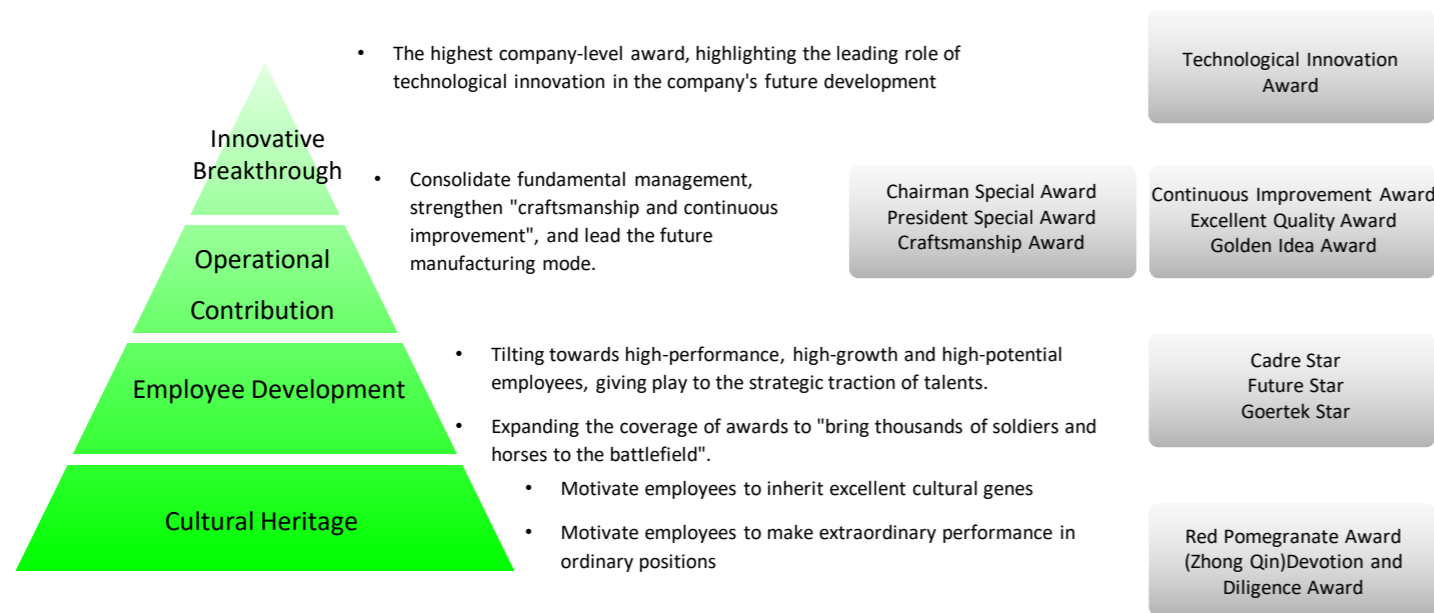 • The highest company-level award, highlighting the leading role of
technological innovation in the company's future development
Technological Innovation
Award
Innovative
Breakthrough
• Consolidate fundamental management,
strengthen "craftsmanship and continuous
improvement", and lead the future
manufacturing mode.
Chairman Special Award
President Special Award
Craftsmanship Award
Continuous Improvement Award
Excellent Quality Award
Golden Idea Award
Operational
Contribution
• Tilting towards high-performance, high-growth and high-potential
employees, giving play to the strategic traction of talents.
• Expanding the coverage of awards to "bring thousands of soldiers and
horses to the battlefield".
Cadre Star
Future Star
Goertek Star
Employee Development
• Motivate employees to inherit excellent cultural genes
• Motivate employees to make extraordinary performance in
ordinary positions
Cultural Heritage
Red Pomegranate Award
(Zhong Qin)Devotion and
Diligence Award